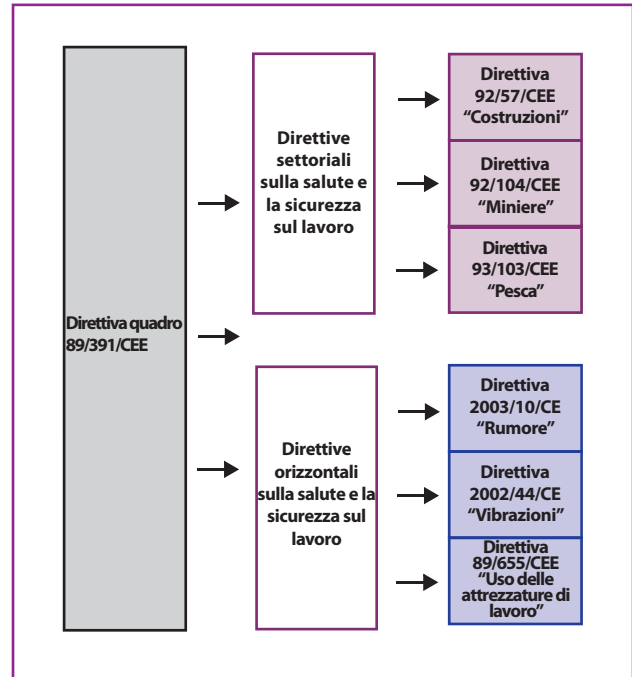 Direttiva quadro
89/391/CEE
Direttive
settoriali
sulla salute e
la sicurezza
sul lavoro
Direttiva
92/57/CEE
“Costruzioni”
Direttiva
92/104/CEE
“Miniere”
Direttiva
93/103/CEE
“Pesca”
Direttive
orizzontali
sulla salute e la
sicurezza sul
lavoro
Direttiva
2003/10/CE
“Rumore”
Direttiva
2002/44/CE
“Vibrazioni”
Direttiva
89/655/CEE
“Uso delle
attrezzature di
lavoro”